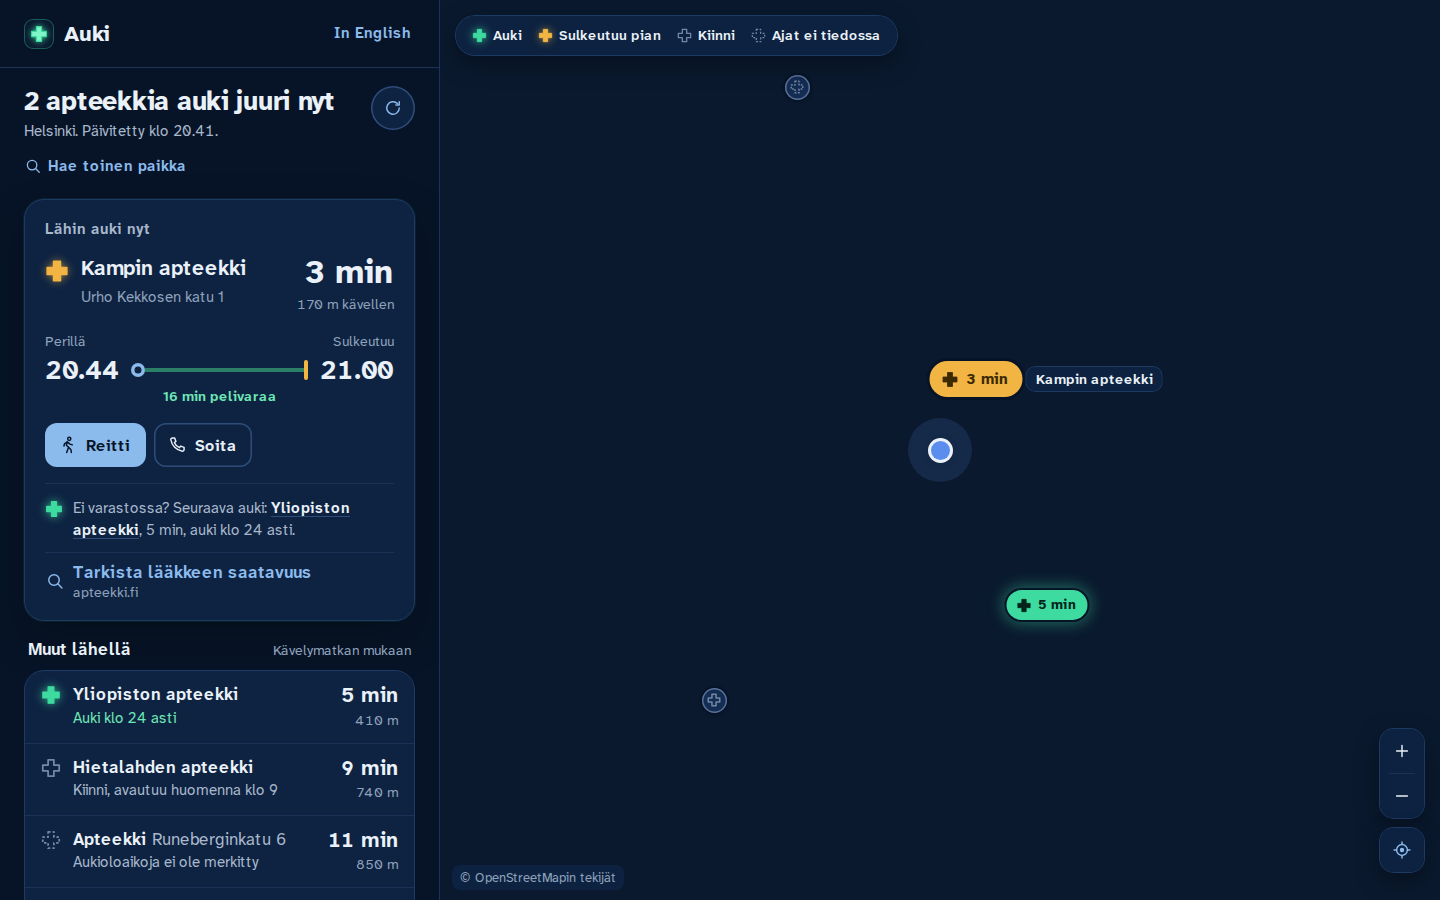 Auki
In English
2 apteekkia auki juuri nyt
Helsinki. Päivitetty klo 20.41.
Hae toinen paikka
Lähin auki nyt
Kampin apteekki
3 min
Urho Kekkosen katu 1
170 m kävellen
Perillä
Sulkeutuu
20.44
21.00
16 min pelivaraa
Reitti
Soita
Ei varastossa? Seuraava auki: Yliopiston
apteekki, 5 min, auki klo 24 asti.
Tarkista lääkkeen saatavuus
apteekki.fi
Muut lähellä
Kävelymatkan mukaan
Yliopiston apteekki
5 min
Auki klo 24 asti
410 m
Hietalahden apteekki
9 min
Kiinni, avautuu huomenna klo 9
740 m
Apteekki Runeberginkatu 6
11 min
Aukioloaikoja ei ole merkitty
850 m
Auki
Sulkeutuu pian
Kiinni
Ajat ei tiedossa
3 min
Kampin apteekki
5 min
© OpenStreetMapin tekijät